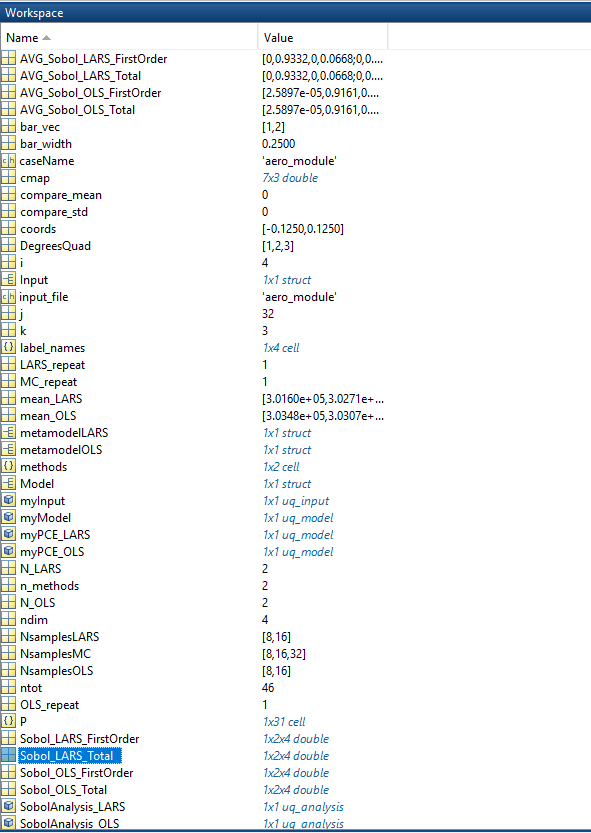 Workspace
Name Value
AVG_Sobol_LARS_FirstOrder [0,0.9332,0,0.0668;0,0....
AVG_Sobol_LARS_Total [0,0.9332,0,0.0668;0,0....
AVG_Sobol_OLS_FirstOrder [2.5897e-05,0.9161,0....
AVG_Sobol_OLS_Total [2.5897e-05,0.9161,0....
bar_vec [1,2]
bar_width 0.2500
caseName 'aero_module'
cmap 7x3 double
compare_mean 0
compare_std 0
coords [-0.1250,0.1250]
DegreesQuad [1,2,3]
i 4
Input 1x1 struct
input_file 'aero_module'
j 32
k 3
label_names 1x4 cell
LARS_repeat 1
MC_repeat 1
mean_LARS [3.0160e+05,3.0271e+...
mean_OLS [3.0348e+05,3.0307e+...
metamodelLARS 1x1 struct
metamodelOLS 1x1 struct
methods 1x2 cell
Model 1x1 struct
myInput 1x1 uq_input
myModel 1x1 uq_model
myPCE_LARS 1x1 uq_model
myPCE_OLS 1x1 uq_model
N_LARS 2
n_methods 2
N_OLS 2
ndim 4
NsamplesLARS [8,16]
NsamplesMC [8,16,32]
NsamplesOLS [8,16]
ntot 46
OLS_repeat 1
P 1x31 cell
Sobol_LARS_FirstOrder 1x2x4 double
Sobol_LARS_Total 1x2x4 double
Sobol_OLS_FirstOrder 1x2x4 double
Sobol_OLS_Total 1x2x4 double
SobolAnalysis_LARS 1x1 uq_analysis
SobolAnalysis_OLS 1x1 uq_analysis